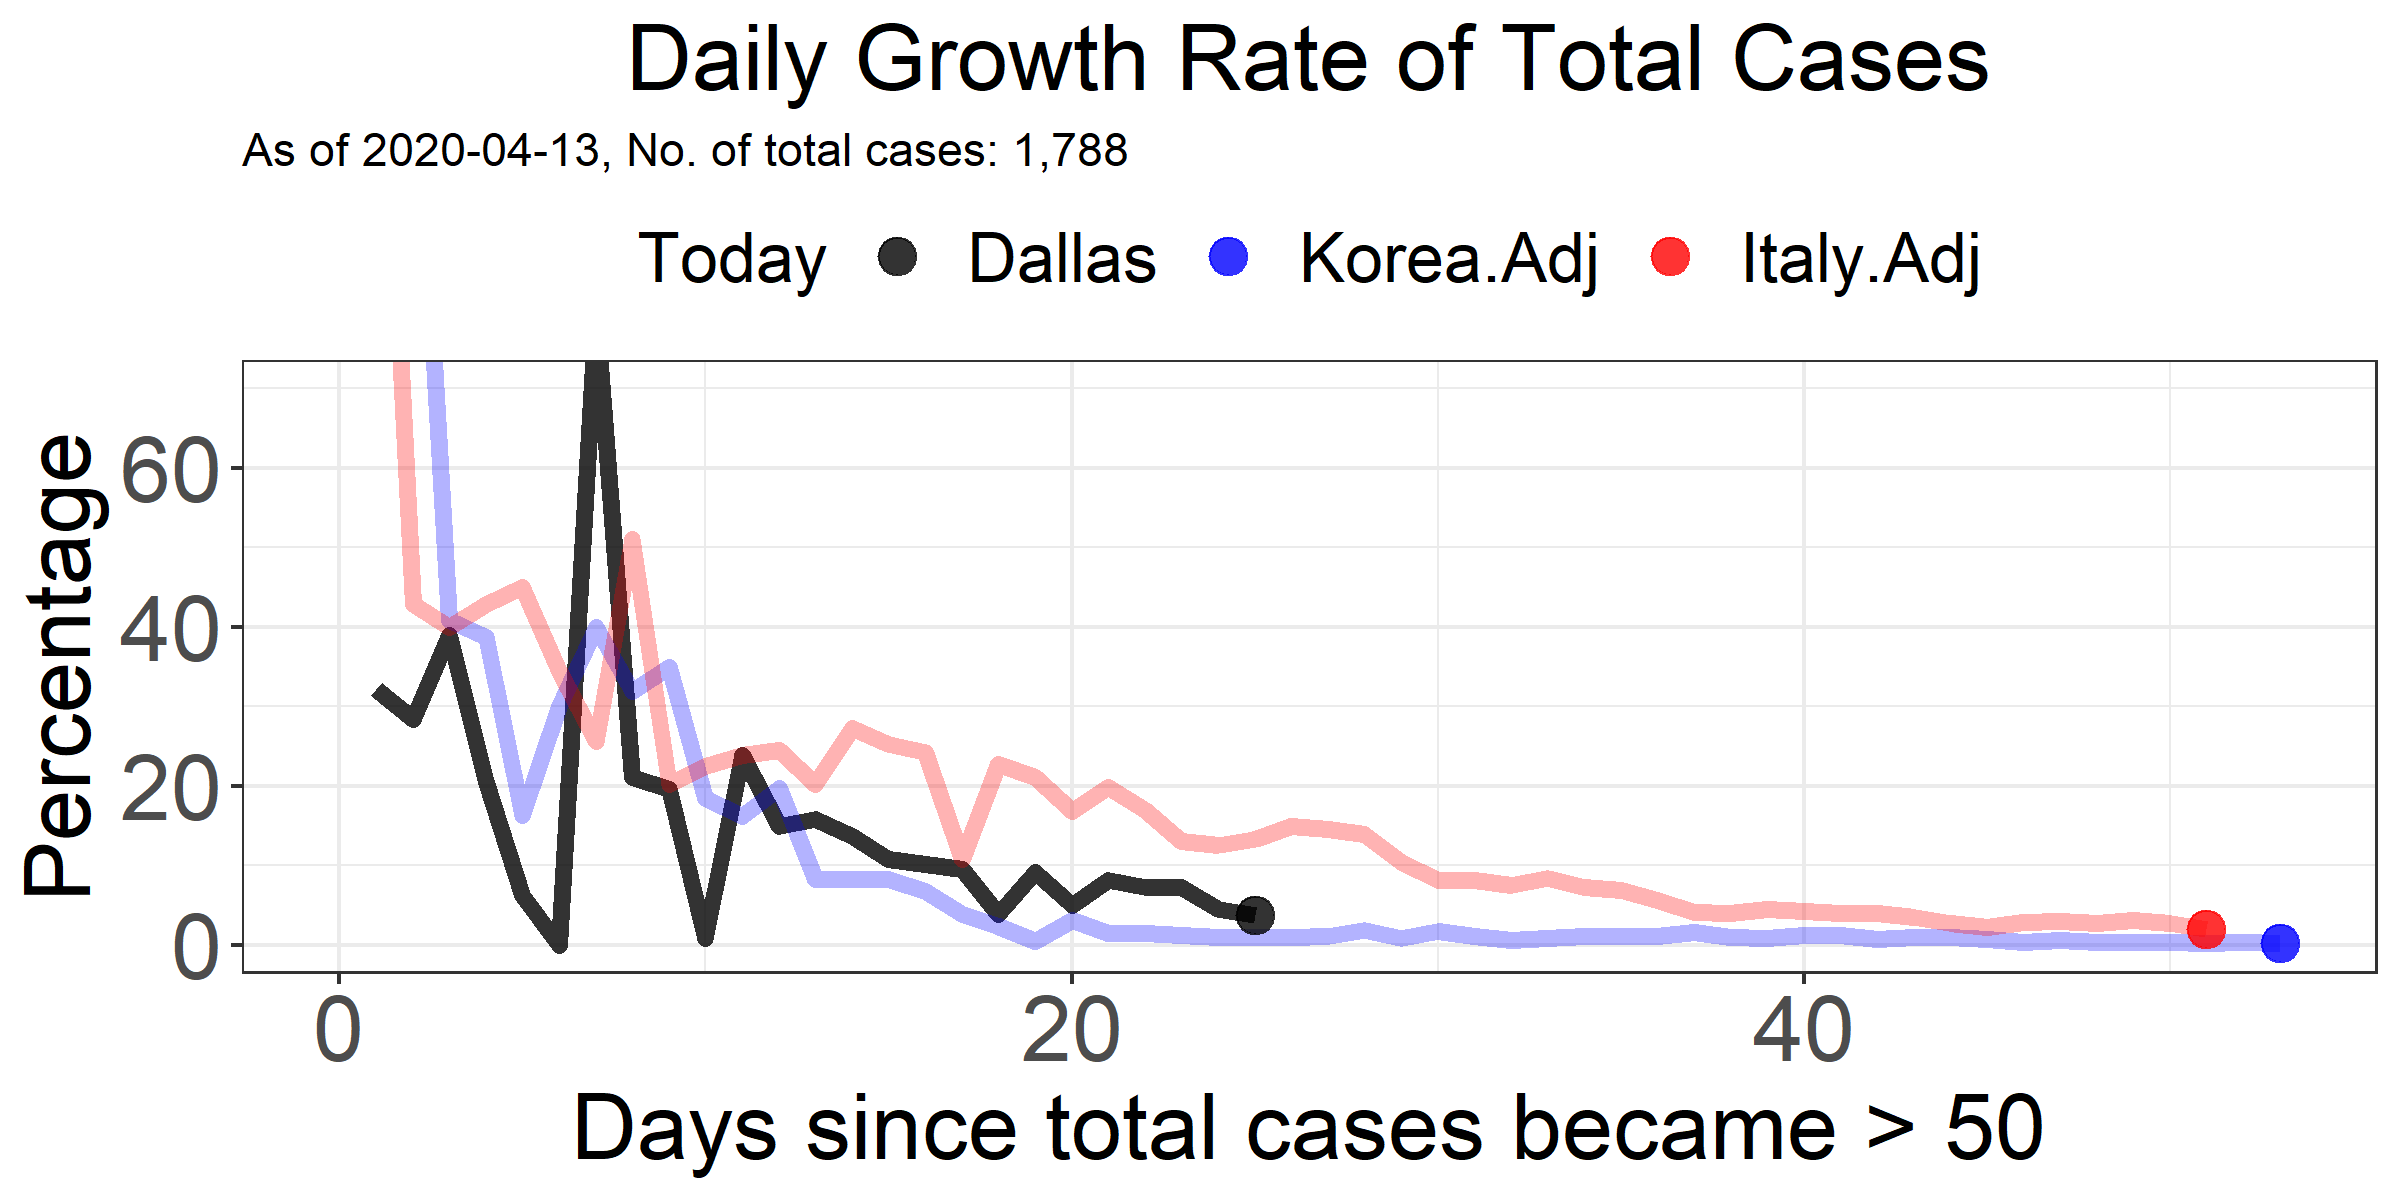 Daily Growth Rate of Total Cases
As of 2020-04-13, No. of total cases: 1,788
Today Dallas Korea.Adj Italy.Adj
Percentage
60
40
20
0
0 20 40
Days since total cases became > 50